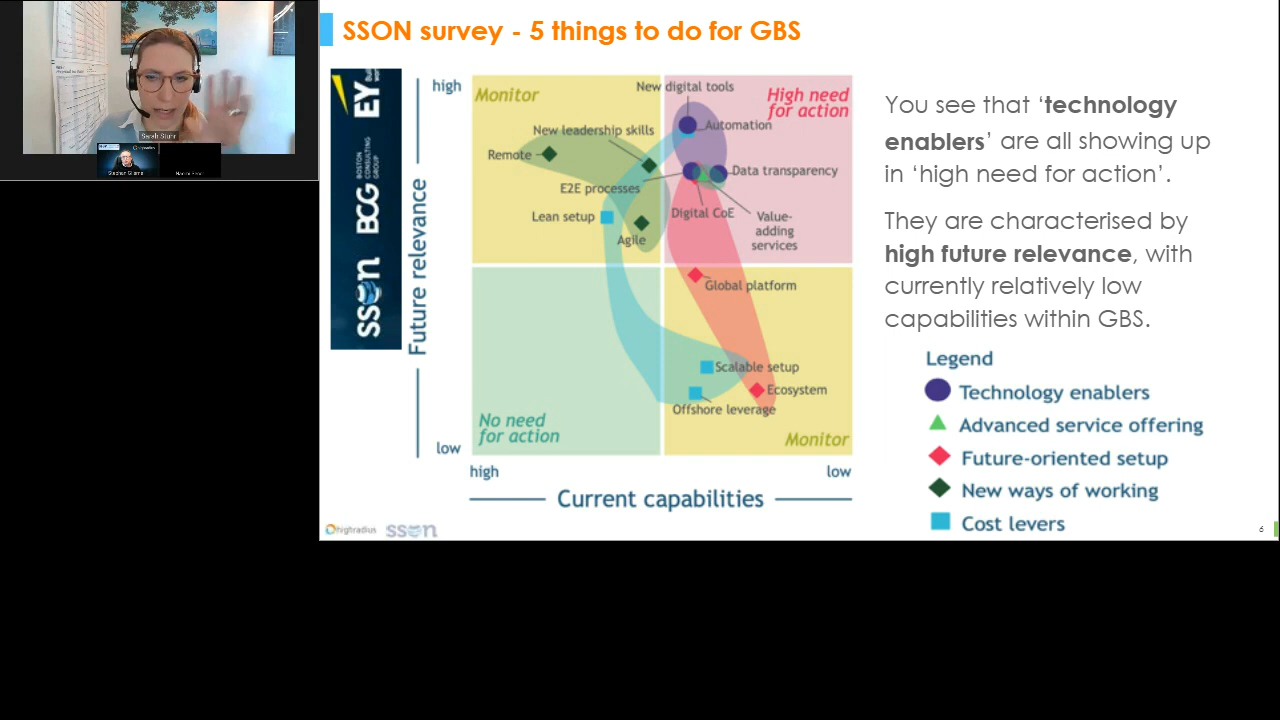 SSON survey - 5 things to do for GBS
Sarah Stuhr
EY
BCG
BOSTON
CONSULTING
GROUP
sson
Future relevance
high
low
Monitor
New digital tools
High need
for action
New leadership skills
Automation
Remote
Data transparency
E2E processes
Lean setup
Digital CoE
Value-
adding
services
Agile
Global platform
Scalable setup
Ecosystem
Offshore leverage
No need
for action
Monitor
high
low
Current capabilities
You see that ‘technology
enablers’ are all showing up
in ‘high need for action’.
They are characterised by
high future relevance, with
currently relatively low
capabilities within GBS.
Legend
Technology enablers
Advanced service offering
Future-oriented setup
New ways of working
Cost levers
highradius
sson
6